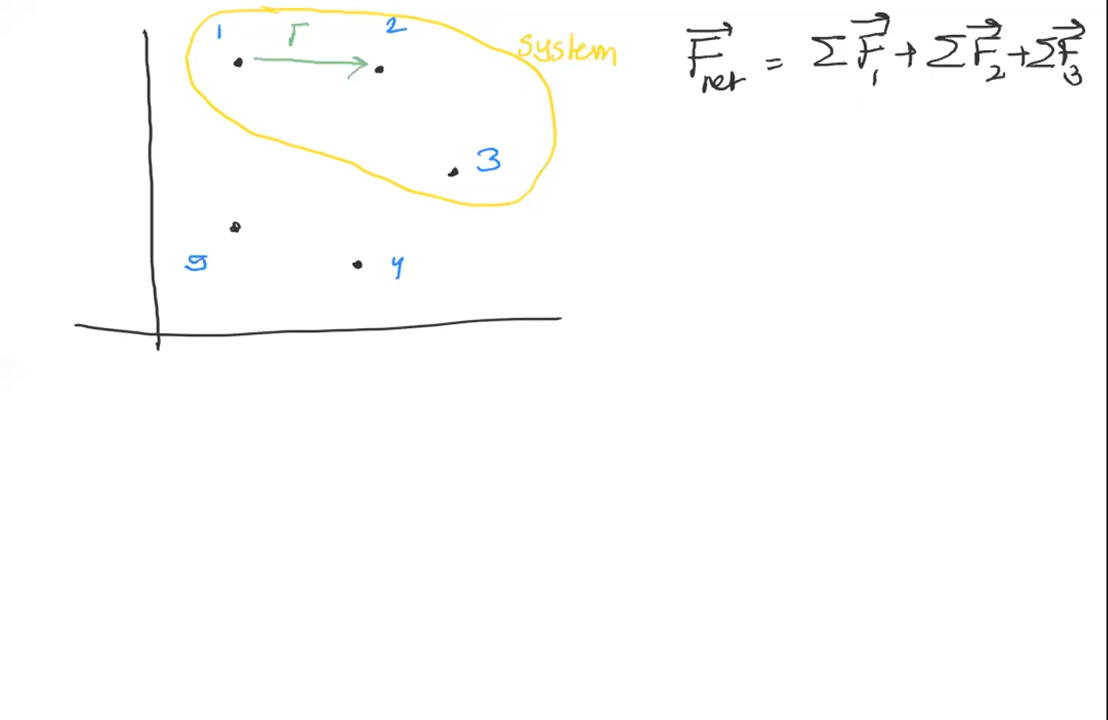 1 r 2
system
3
5 4
F⃗net = ΣF⃗₁ + ΣF⃗₂ + ΣF⃗₃